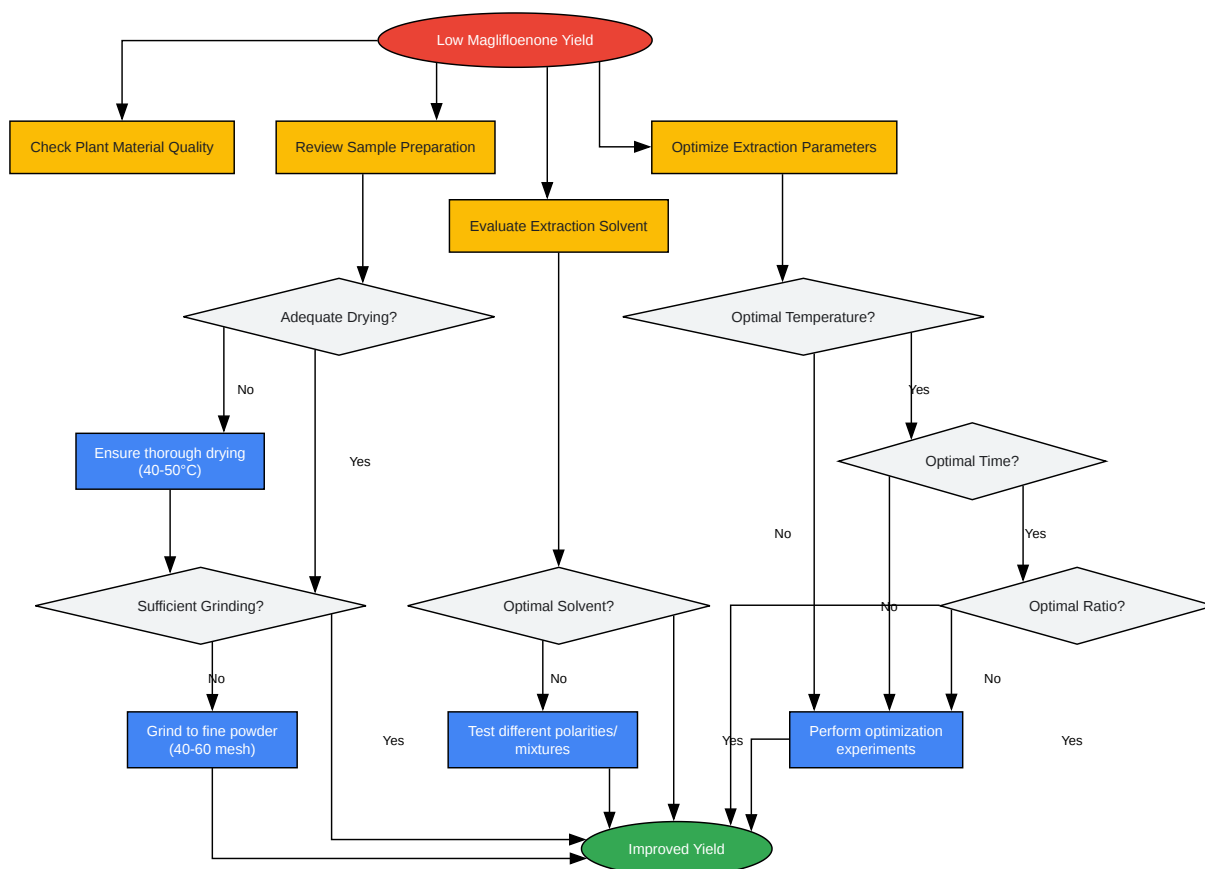 Low Maglifloenone Yield
Check Plant Material Quality
Review Sample Preparation
Optimize Extraction Parameters
Evaluate Extraction Solvent
Adequate Drying?
Optimal Temperature?
No
Yes
Ensure thorough drying
(40-50°C)
Yes
Optimal Time?
No
Yes
Sufficient Grinding?
Optimal Solvent?
No
Optimal Ratio?
No
No
No
Grind to fine powder
(40-60 mesh)
Yes
Test different polarities/
mixtures
Yes
Perform optimization
experiments
Yes
Improved Yield